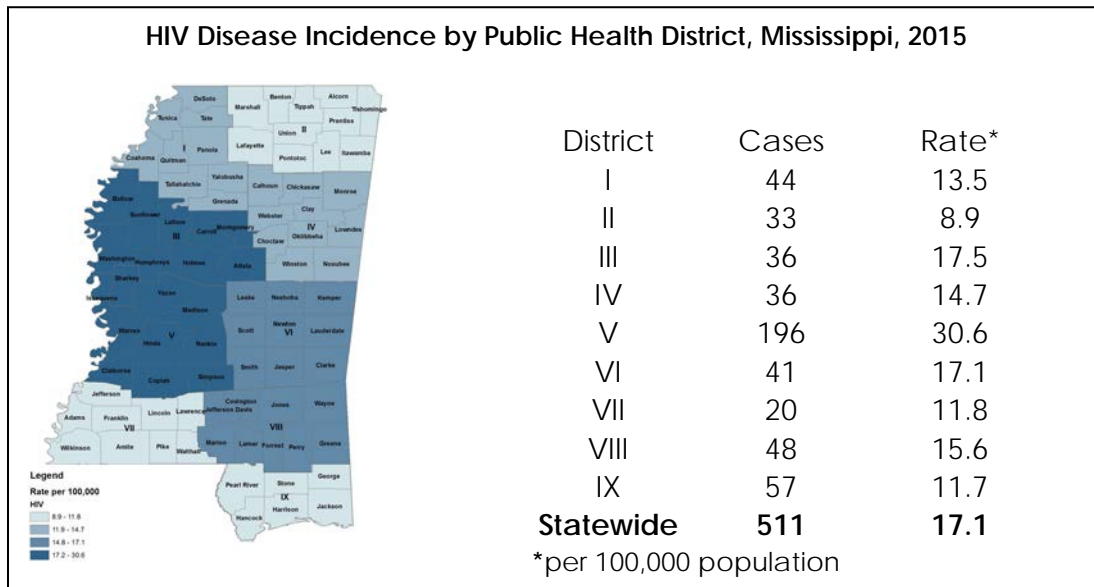 HIV Disease Incidence by Public Health District, Mississippi, 2015
DeSoto
Tunica
Tate
Marshall
Benton
Tippah
Alcorn
Tishomingo
Prentiss
Union
II
Lafayette
Pontotoc
Lee
Itawamba
I
Panola
Coahoma
Quitman
Tallahatchie
Yalobusha
Grenada
Calhoun
Chickasaw
Monroe
Clay
Webster
IV
Oktibbeha
Lowndes
Choctaw
Winston
Noxubee
Bolivar
Sunflower
Leflore
Carroll
Montgomery
III
Washington
Humphreys
Holmes
Attala
Sharkey
Issaquena
Yazoo
Madison
Leake
Neshoba
Kemper
Scott
Newton
VI
Lauderdale
Warren
V
Hinds
Rankin
Smith
Jasper
Clarke
Claiborne
Copiah
Simpson
Jefferson
Adams
Franklin
Lincoln
Lawrence
VII
Wilkinson
Amite
Pike
Walthall
Covington
Jefferson Davis
Jones
Wayne
VIII
Marion
Lamar
Forrest
Perry
Greene
Pearl River
Stone
George
IX
Hancock
Harrison
Jackson
Legend
Rate per 100,000
HIV
8.9 - 11.8
11.9 - 14.7
14.8 - 17.1
17.2 - 30.6
District Cases Rate*
I 44 13.5
II 33 8.9
III 36 17.5
IV 36 14.7
V 196 30.6
VI 41 17.1
VII 20 11.8
VIII 48 15.6
IX 57 11.7
Statewide 511 17.1
*per 100,000 population